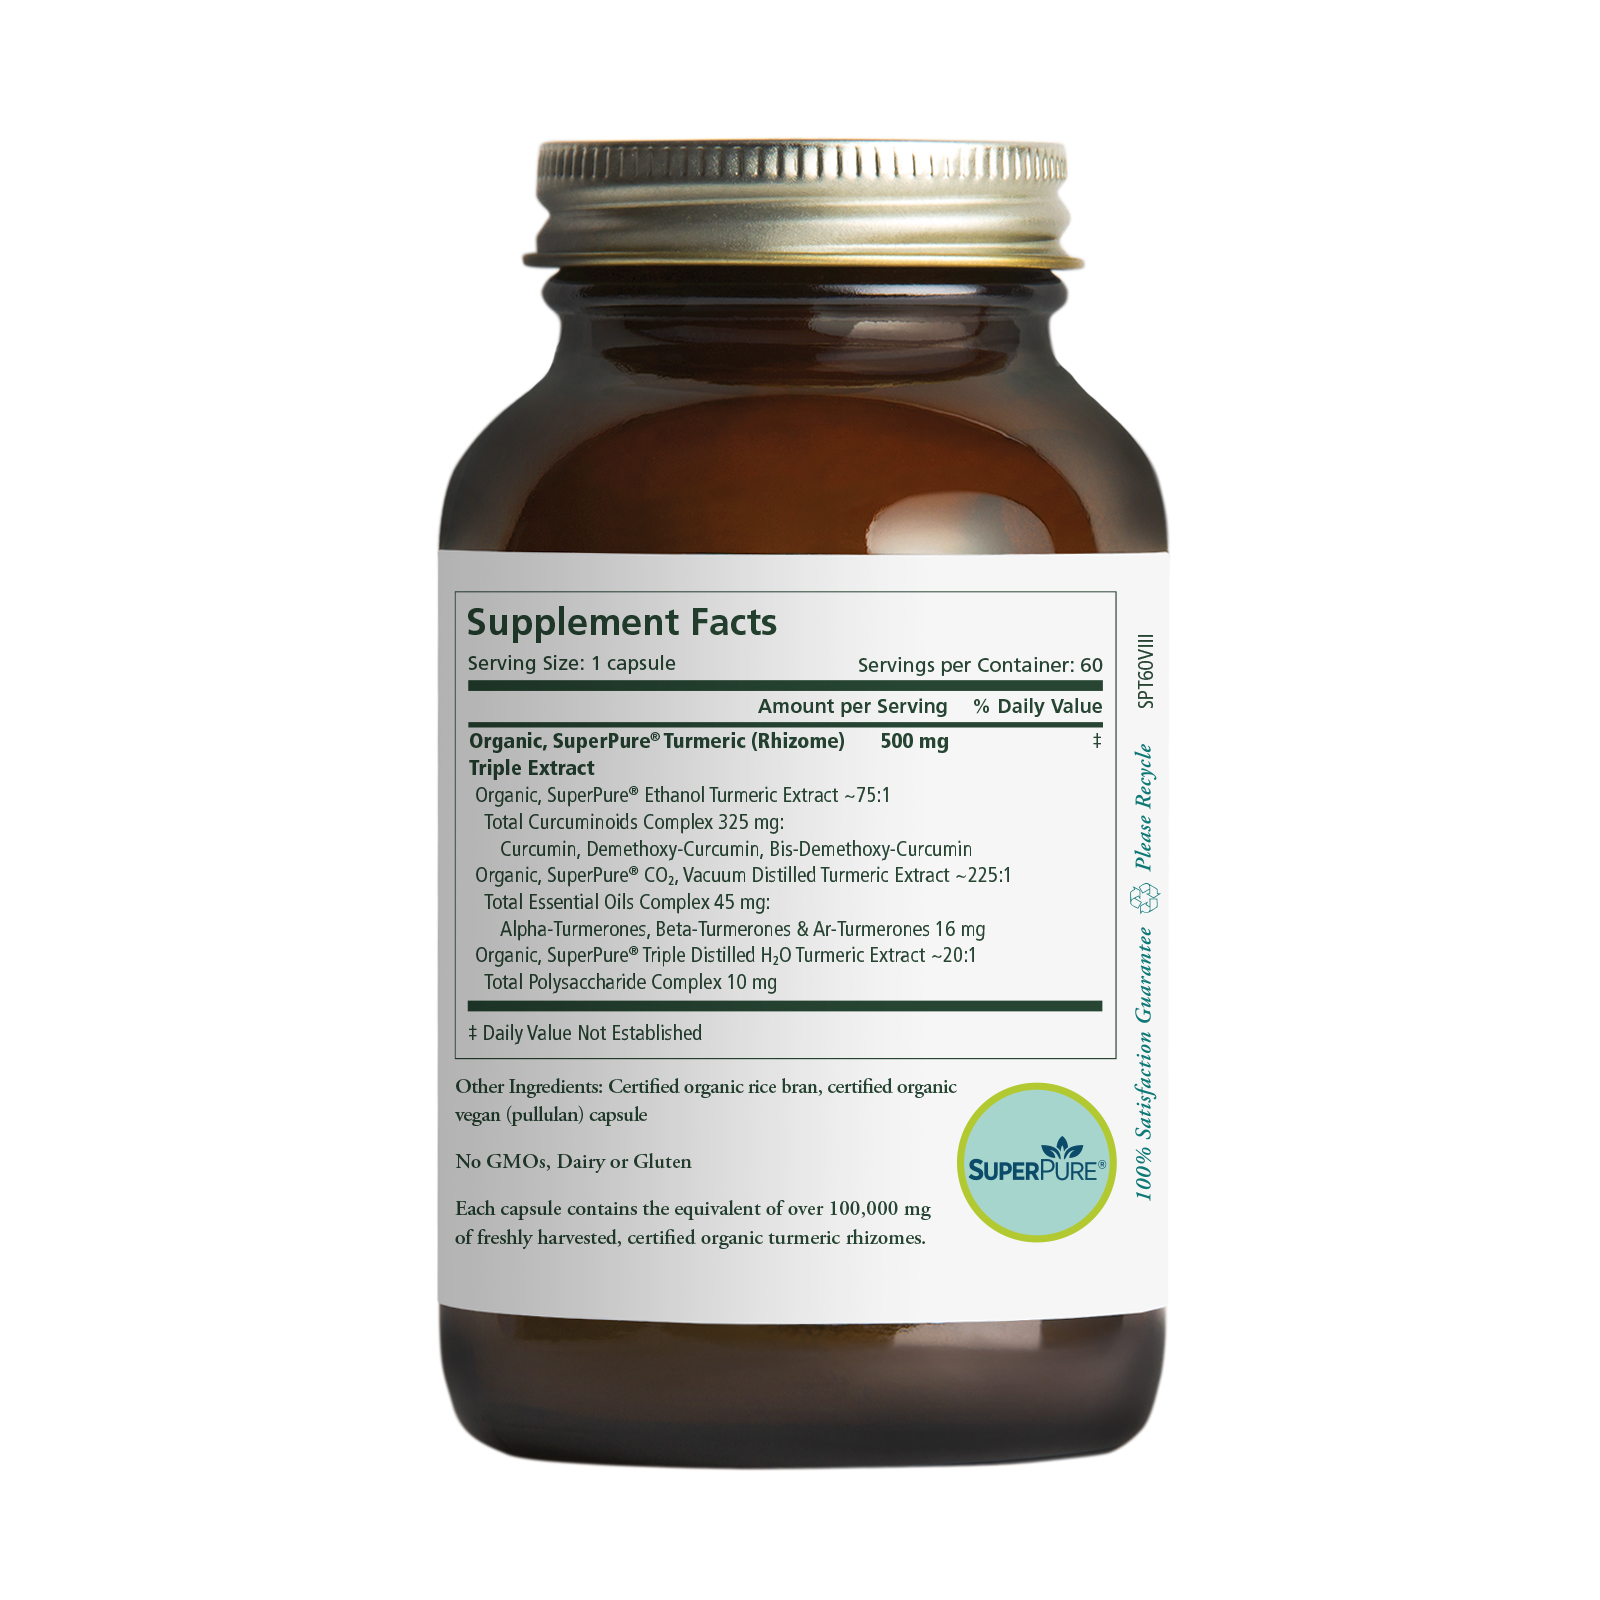 Supplement Facts
Serving Size: 1 capsule Servings per Container: 60
Amount per Serving % Daily Value
Organic, SuperPure® Turmeric (Rhizome) 500 mg ‡
Triple Extract
Organic, SuperPure® Ethanol Turmeric Extract ~75:1
Total Curcuminoids Complex 325 mg:
Curcumin, Demethoxy-Curcumin, Bis-Demethoxy-Curcumin
Organic, SuperPure® CO₂, Vacuum Distilled Turmeric Extract ~225:1
Total Essential Oils Complex 45 mg:
Alpha-Turmerones, Beta-Turmerones & Ar-Turmerones 16 mg
Organic, SuperPure® Triple Distilled H₂O Turmeric Extract ~20:1
Total Polysaccharide Complex 10 mg
‡ Daily Value Not Established
Other Ingredients: Certified organic rice bran, certified organic
vegan (pullulan) capsule
No GMOs, Dairy or Gluten
Each capsule contains the equivalent of over 100,000 mg
of freshly harvested, certified organic turmeric rhizomes.
SUPERPURE®
100% Satisfaction Guarantee Please Recycle SPT60VIII